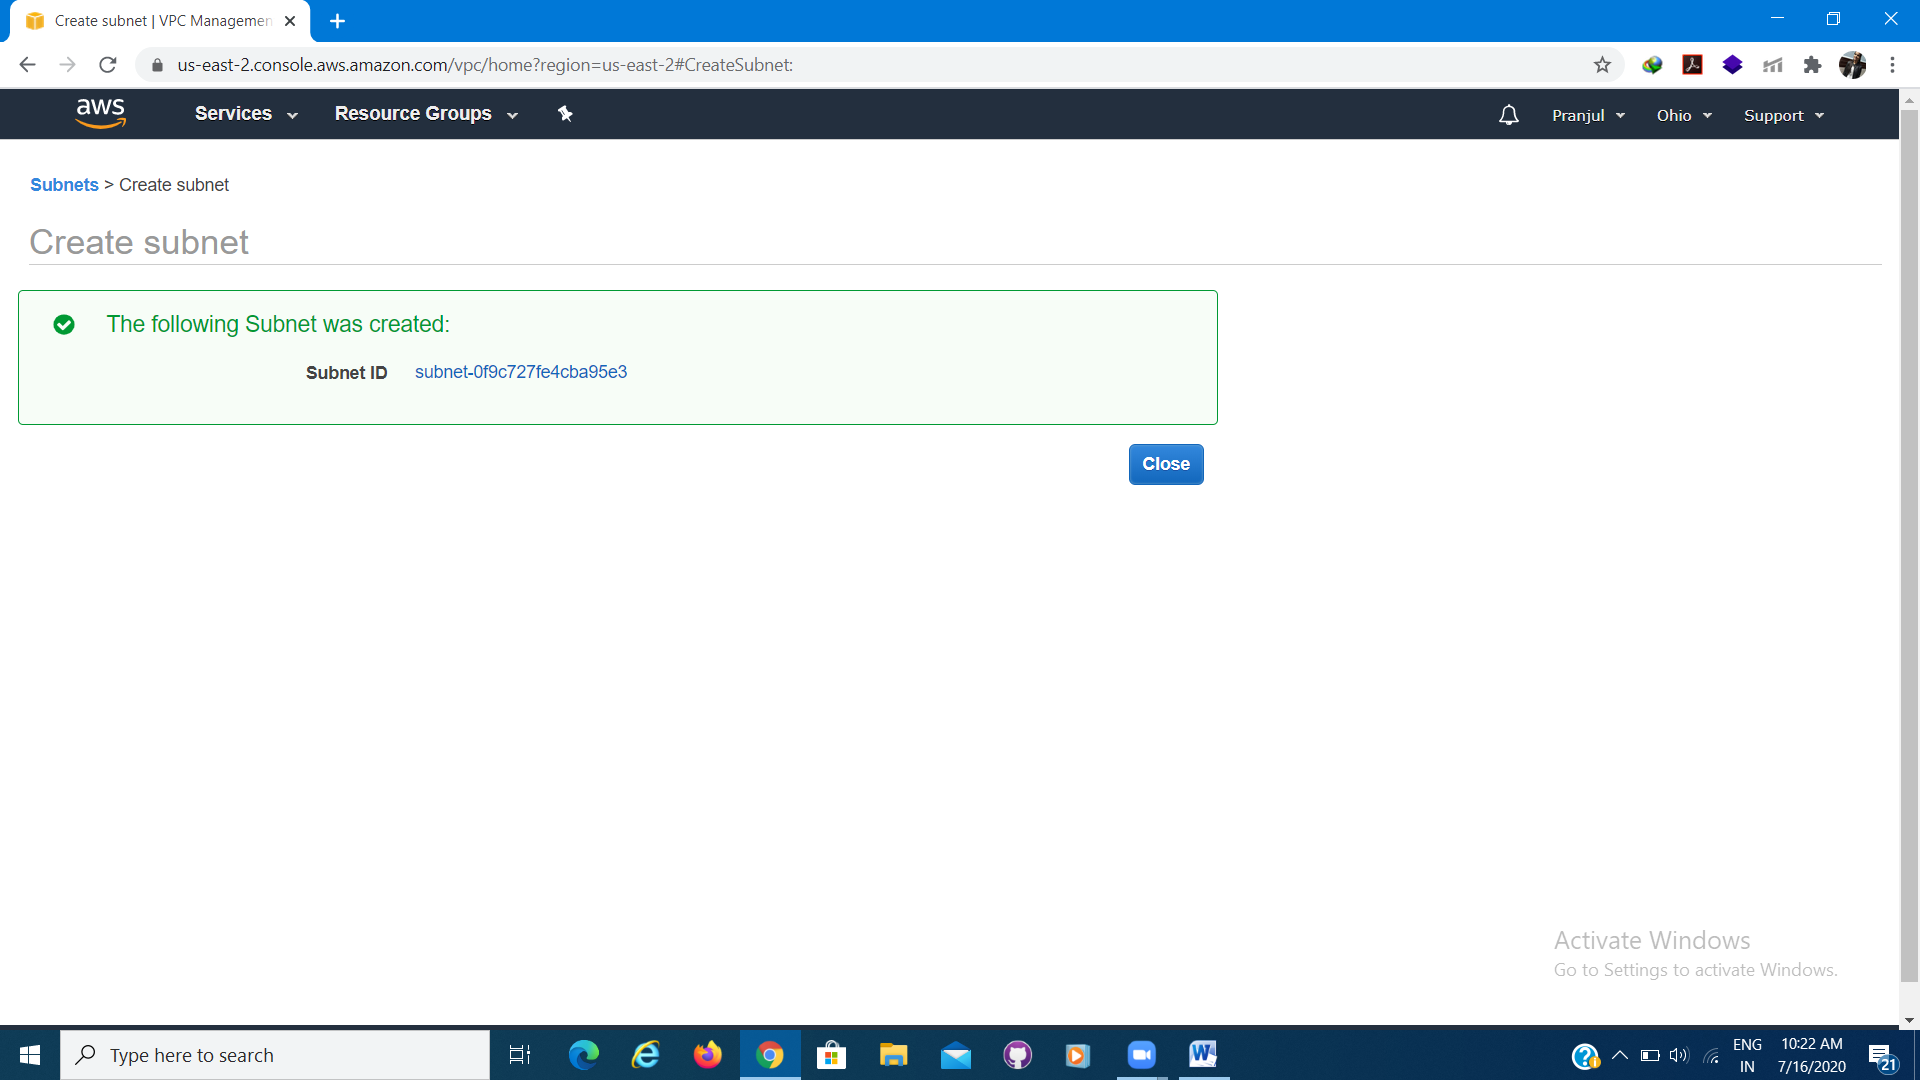 Create subnet | VPC Managemen
us-east-2.console.aws.amazon.com/vpc/home?region=us-east-2#CreateSubnet:
aws Services Resource Groups Pranjul Ohio Support
Subnets > Create subnet
Create subnet
The following Subnet was created:
Subnet ID subnet-0f9c727fe4cba95e3
Close
Activate Windows
Go to Settings to activate Windows.
Type here to search
ENG
IN
10:22 AM
7/16/2020
21